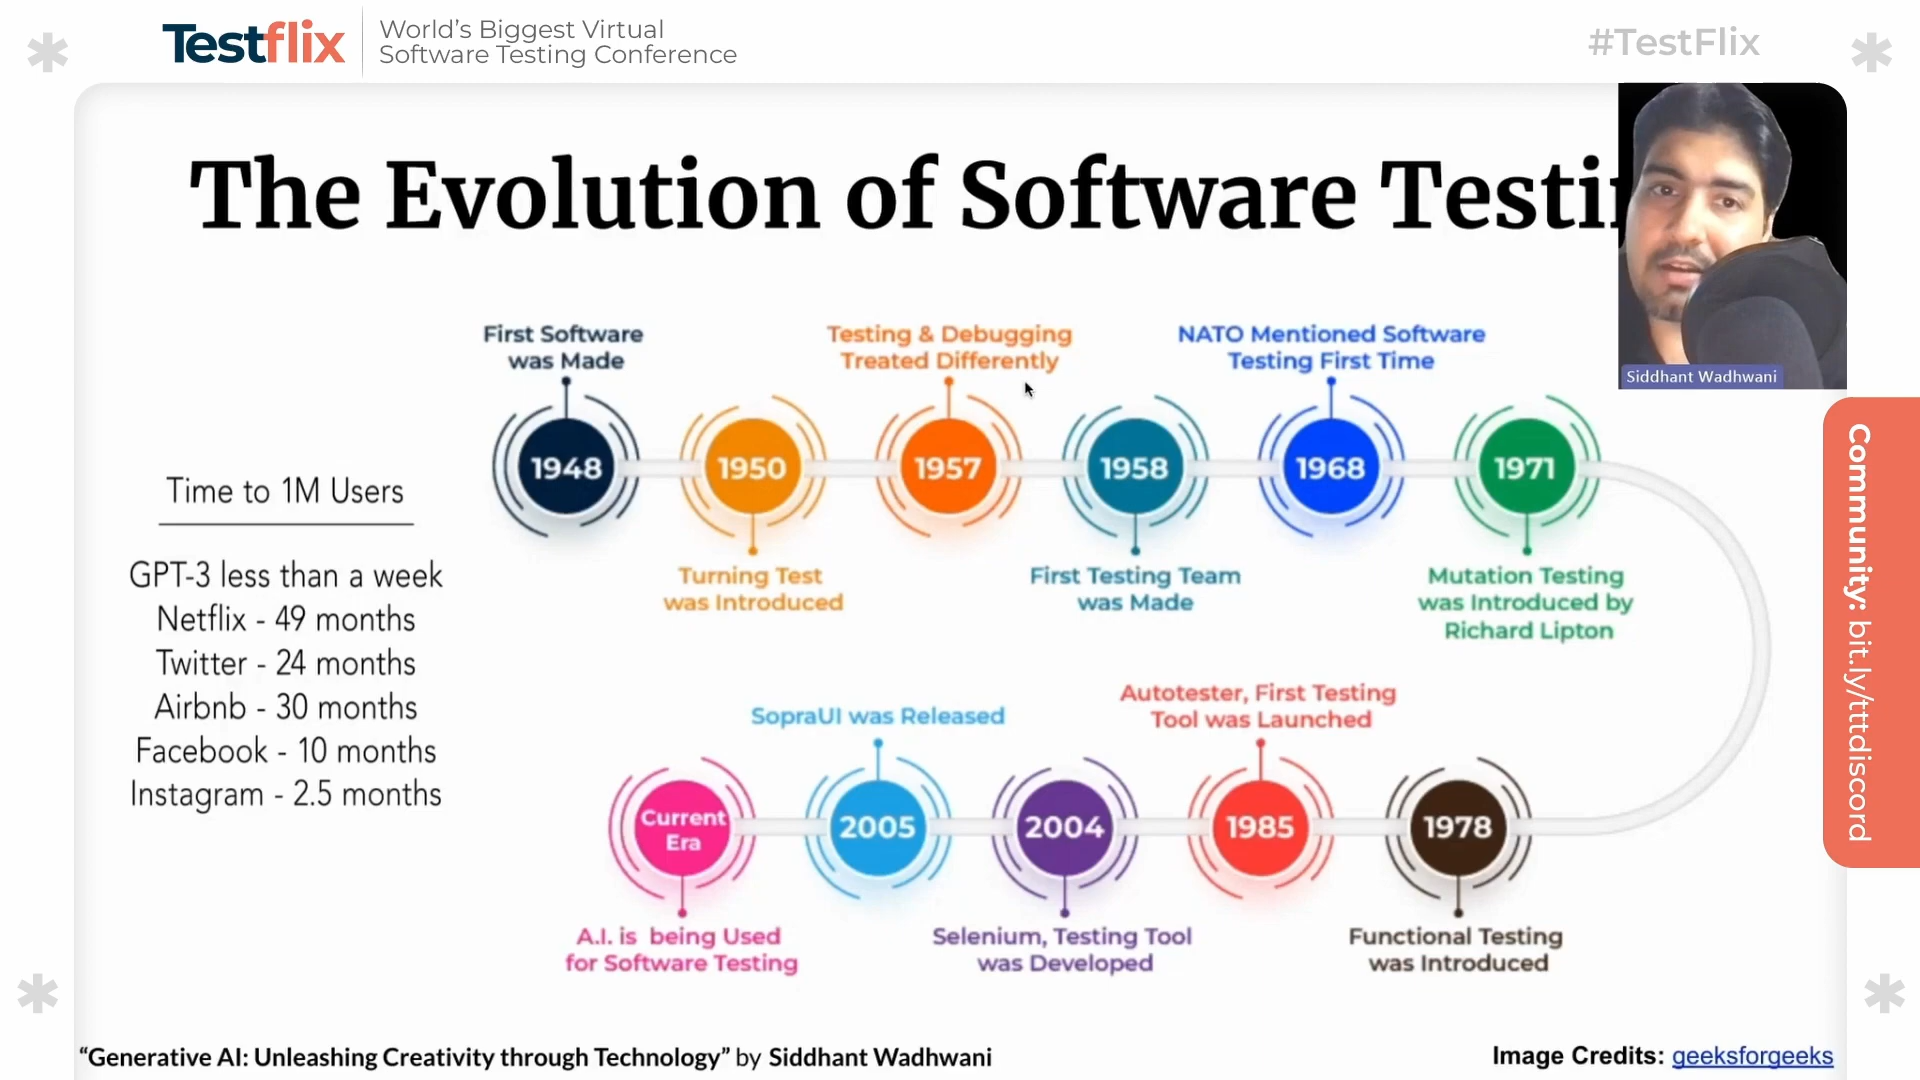 Testflix
World's Biggest Virtual
Software Testing Conference
#TestFlix
The Evolution of Software Testin
Siddhant Wadhwani
Community: bit.ly/tttdiscord
First Software
was Made
Testing & Debugging
Treated Differently
NATO Mentioned Software
Testing First Time
1948
1950
1957
1958
1968
1971
Turning Test
was Introduced
First Testing Team
was Made
Mutation Testing
was Introduced by
Richard Lipton
Time to 1M Users
GPT-3 less than a week
Netflix - 49 months
Twitter - 24 months
Airbnb - 30 months
Facebook - 10 months
Instagram - 2.5 months
SopraUI was Released
Autotester, First Testing
Tool was Launched
Current
Era
2005
2004
1985
1978
A.I. is being Used
for Software Testing
Selenium, Testing Tool
was Developed
Functional Testing
was Introduced
“Generative AI: Unleashing Creativity through Technology” by Siddhant Wadhwani
Image Credits: geeksforgeeks